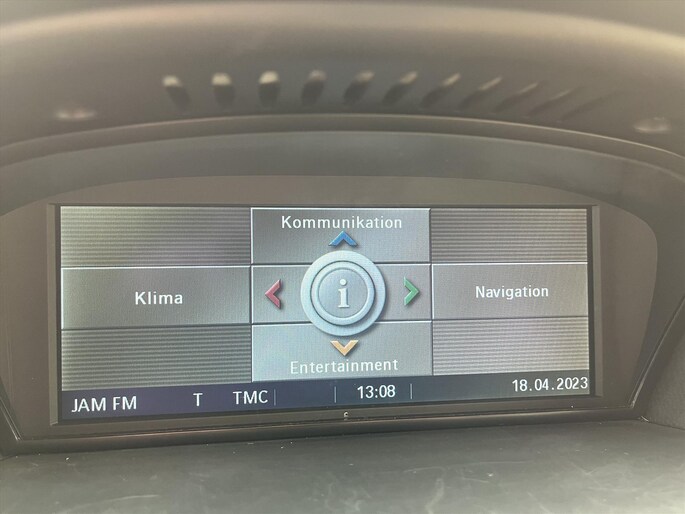 Kommunikation
Klima
i
Navigation
Entertainment
JAM FM T TMC 13:08 18.04.2023